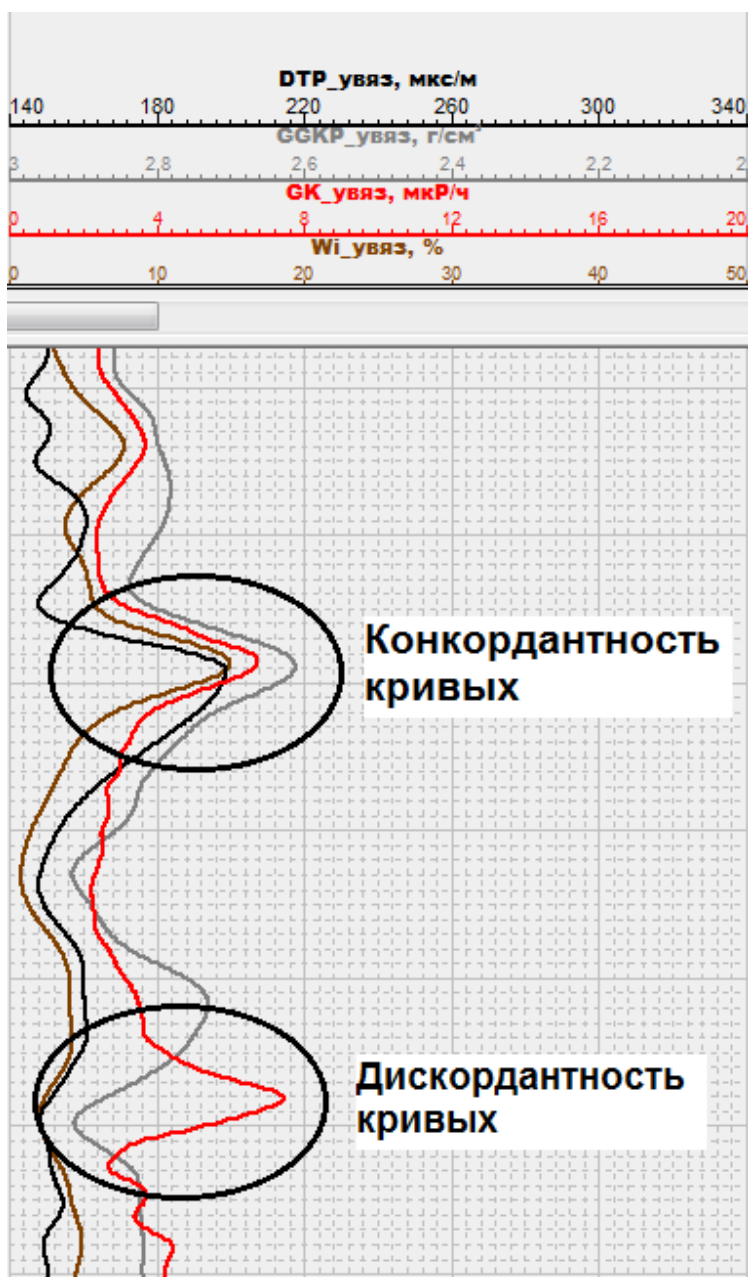 DTP_увяз, мкс/м
140 180 220 260 300 340
GGKP_увяз, г/см³
3 2,8 2,6 2,4 2,2 2
GK_увяз, мкР/ч
0 4 8 12 16 20
Wi_увяз, %
0 10 20 30 40 50
Конкордантность
кривых
Дискордантность
кривых